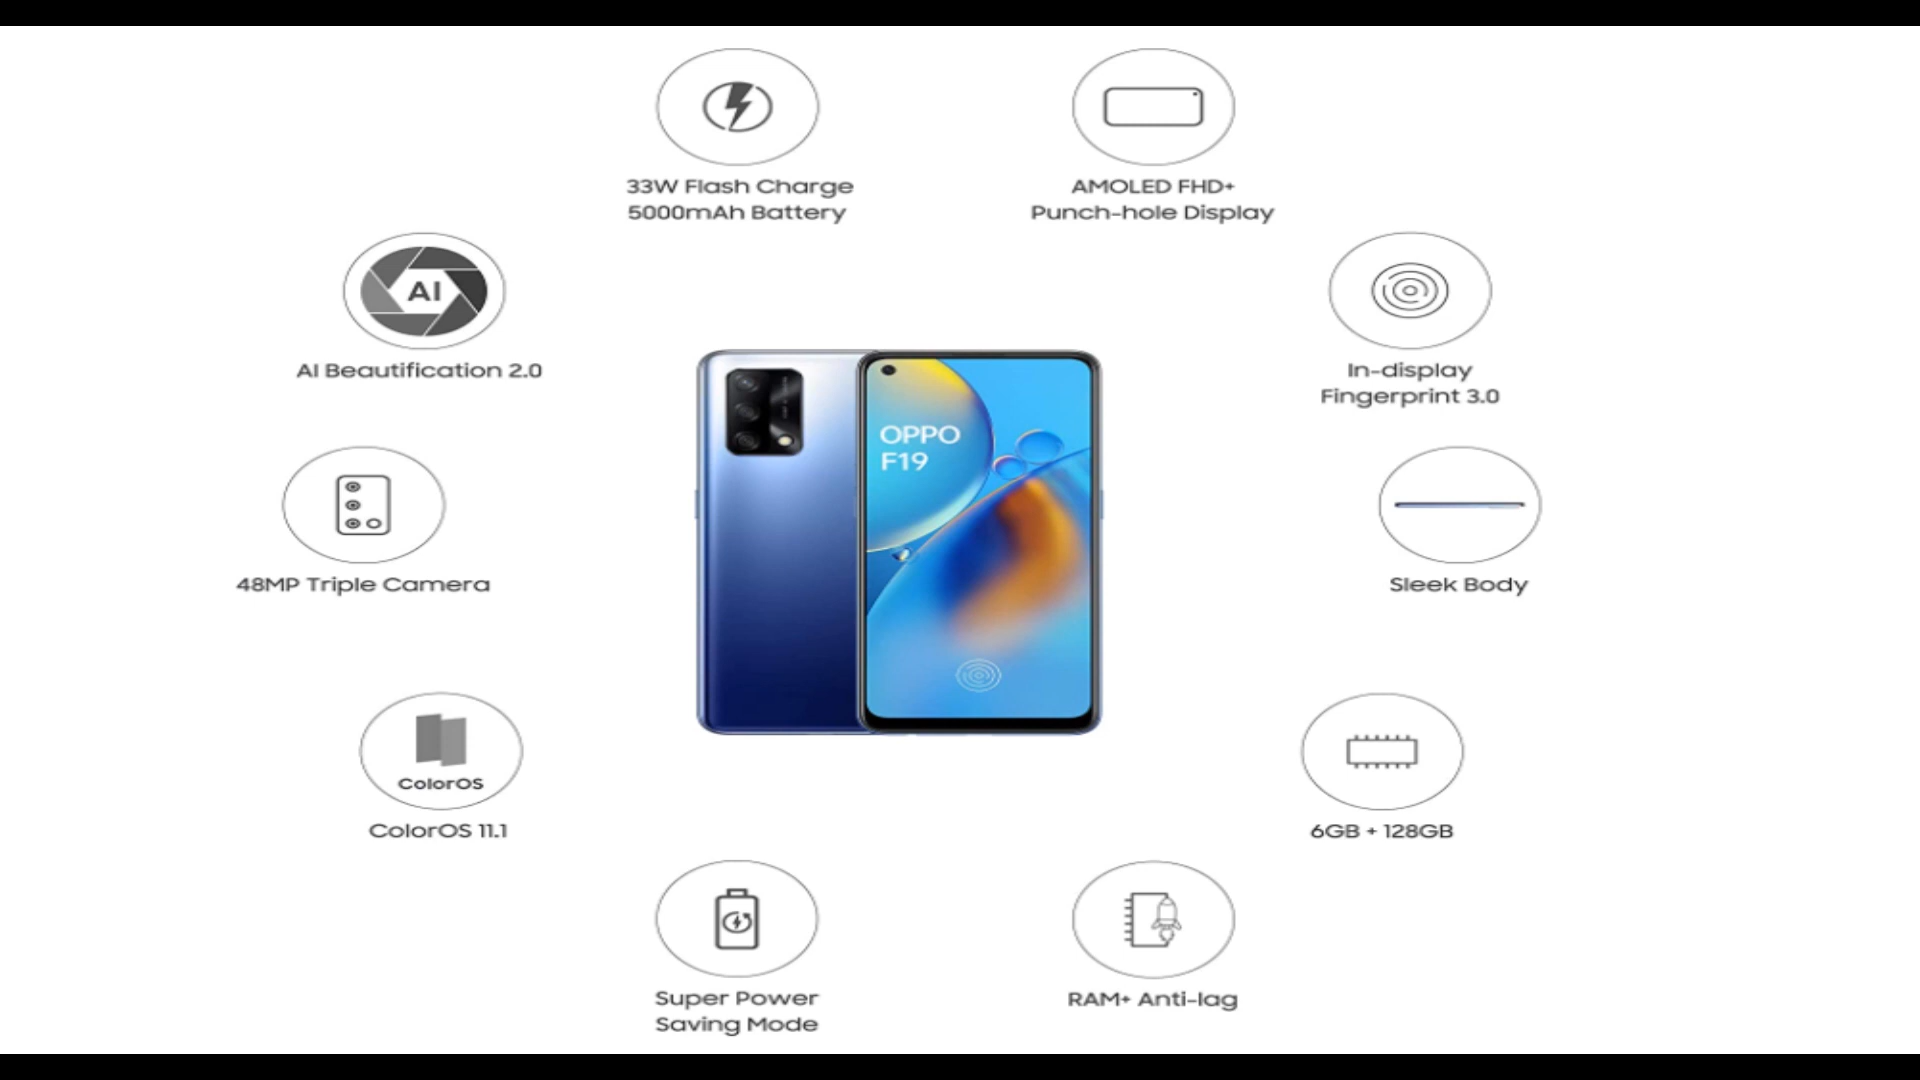 33W Flash Charge
5000mAh Battery
AMOLED FHD+
Punch-hole Display
AI
AI Beautification 2.0
In-display
Fingerprint 3.0
OPPO
F19
48MP Triple Camera
Sleek Body
ColorOS
ColorOS 11.1
6GB + 128GB
Super Power
Saving Mode
RAM+ Anti-lag